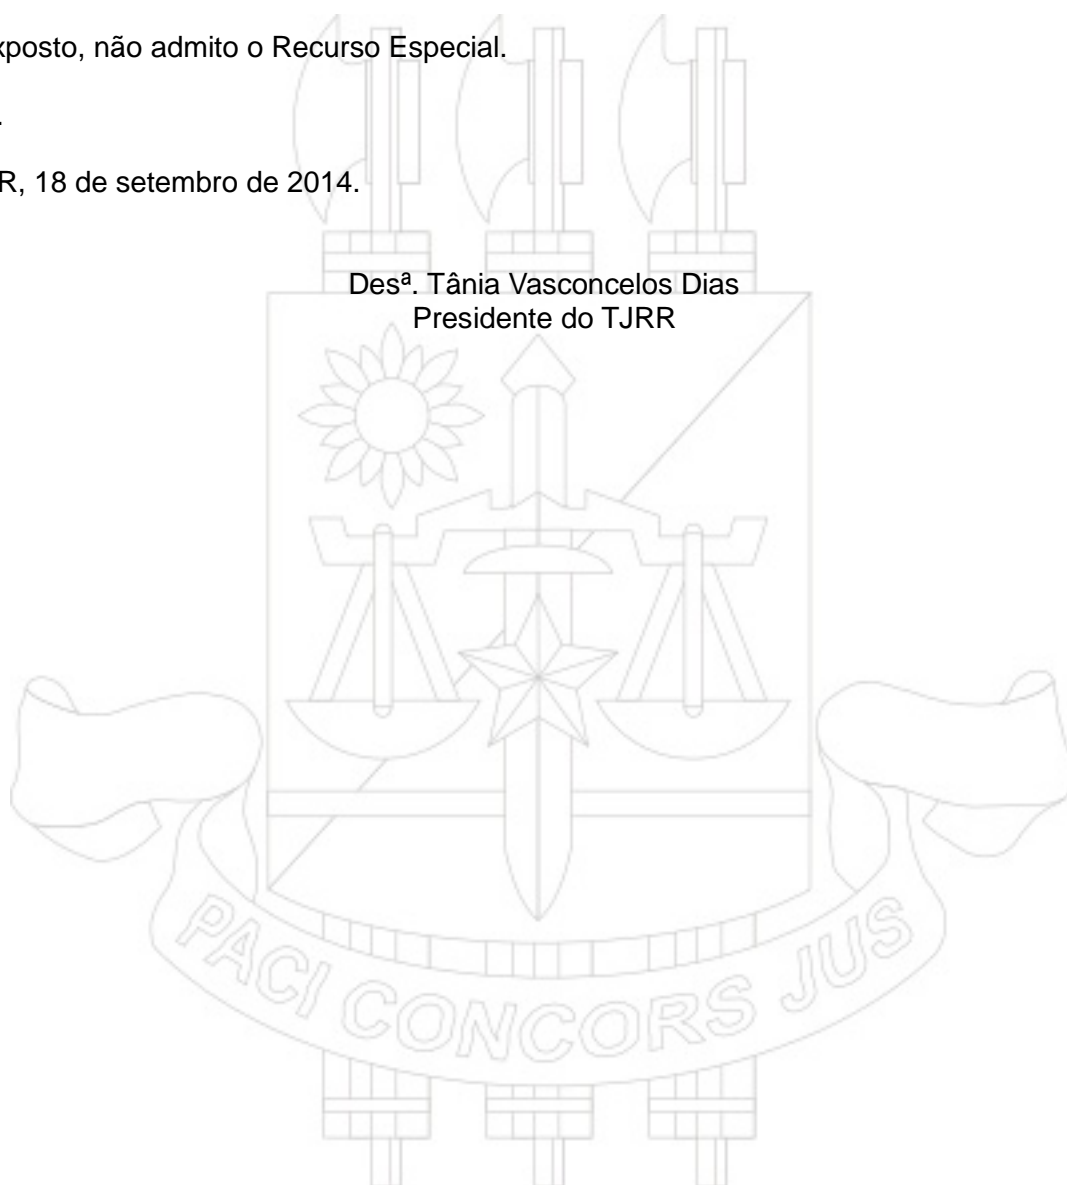 xposto, não admito o Recurso Especial.
.
R, 18 de setembro de 2014.
Desª. Tânia Vasconcelos Dias
Presidente do TJRR
PACI CONCORS JUS